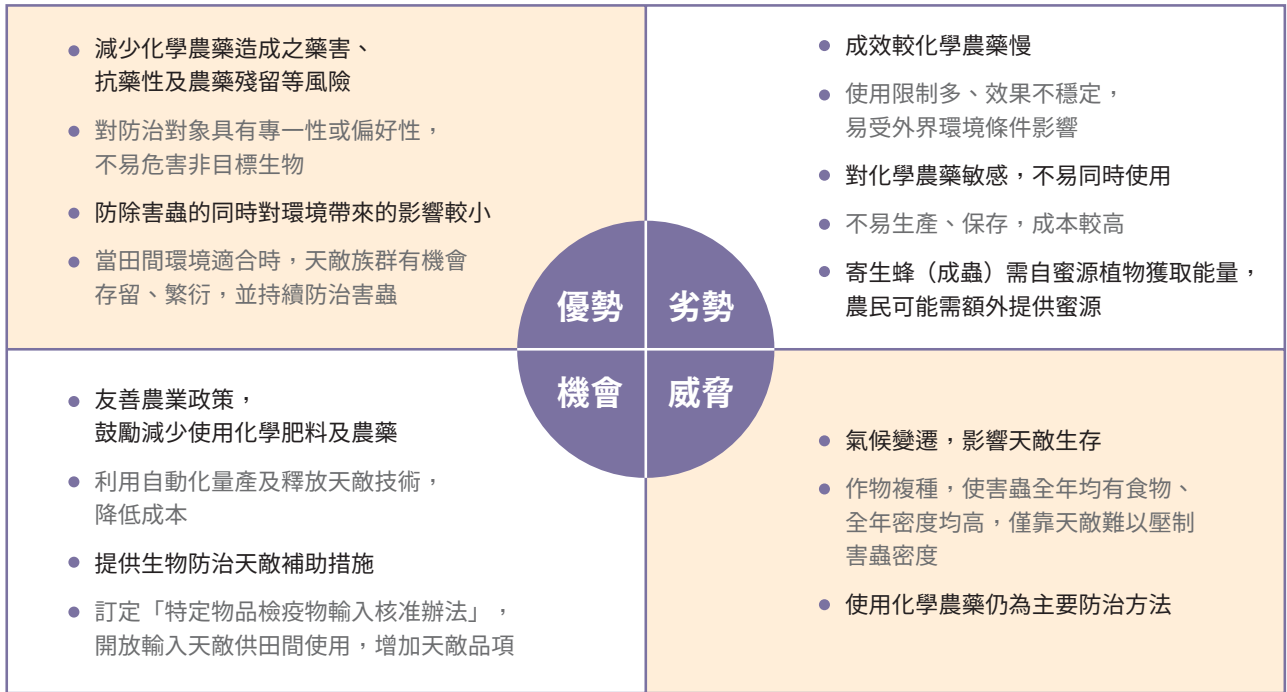 減少化學農藥造成之藥害、
抗藥性及農藥殘留等風險
對防治對象具有專一性或偏好性，
不易危害非目標生物
防除害蟲的同時對環境帶來的影響較小
當田間環境適合時，天敵族群有機會
存留、繁衍，並持續防治害蟲
優勢
成效較化學農藥慢
使用限制多、效果不穩定，
易受外界環境條件影響
對化學農藥敏感，不易同時使用
不易生產、保存，成本較高
寄生蜂（成蟲）需自蜜源植物獲取能量，
農民可能需額外提供蜜源
劣勢
機會
友善農業政策，
鼓勵減少使用化學肥料及農藥
利用自動化量產及釋放天敵技術，
降低成本
提供生物防治天敵補助措施
訂定「特定物品檢疫物輸入核准辦法」，
開放輸入天敵供田間使用，增加天敵品項
威脅
氣候變遷，影響天敵生存
作物複種，使害蟲全年均有食物、
全年密度均高，僅靠天敵難以壓制
害蟲密度
使用化學農藥仍為主要防治方法